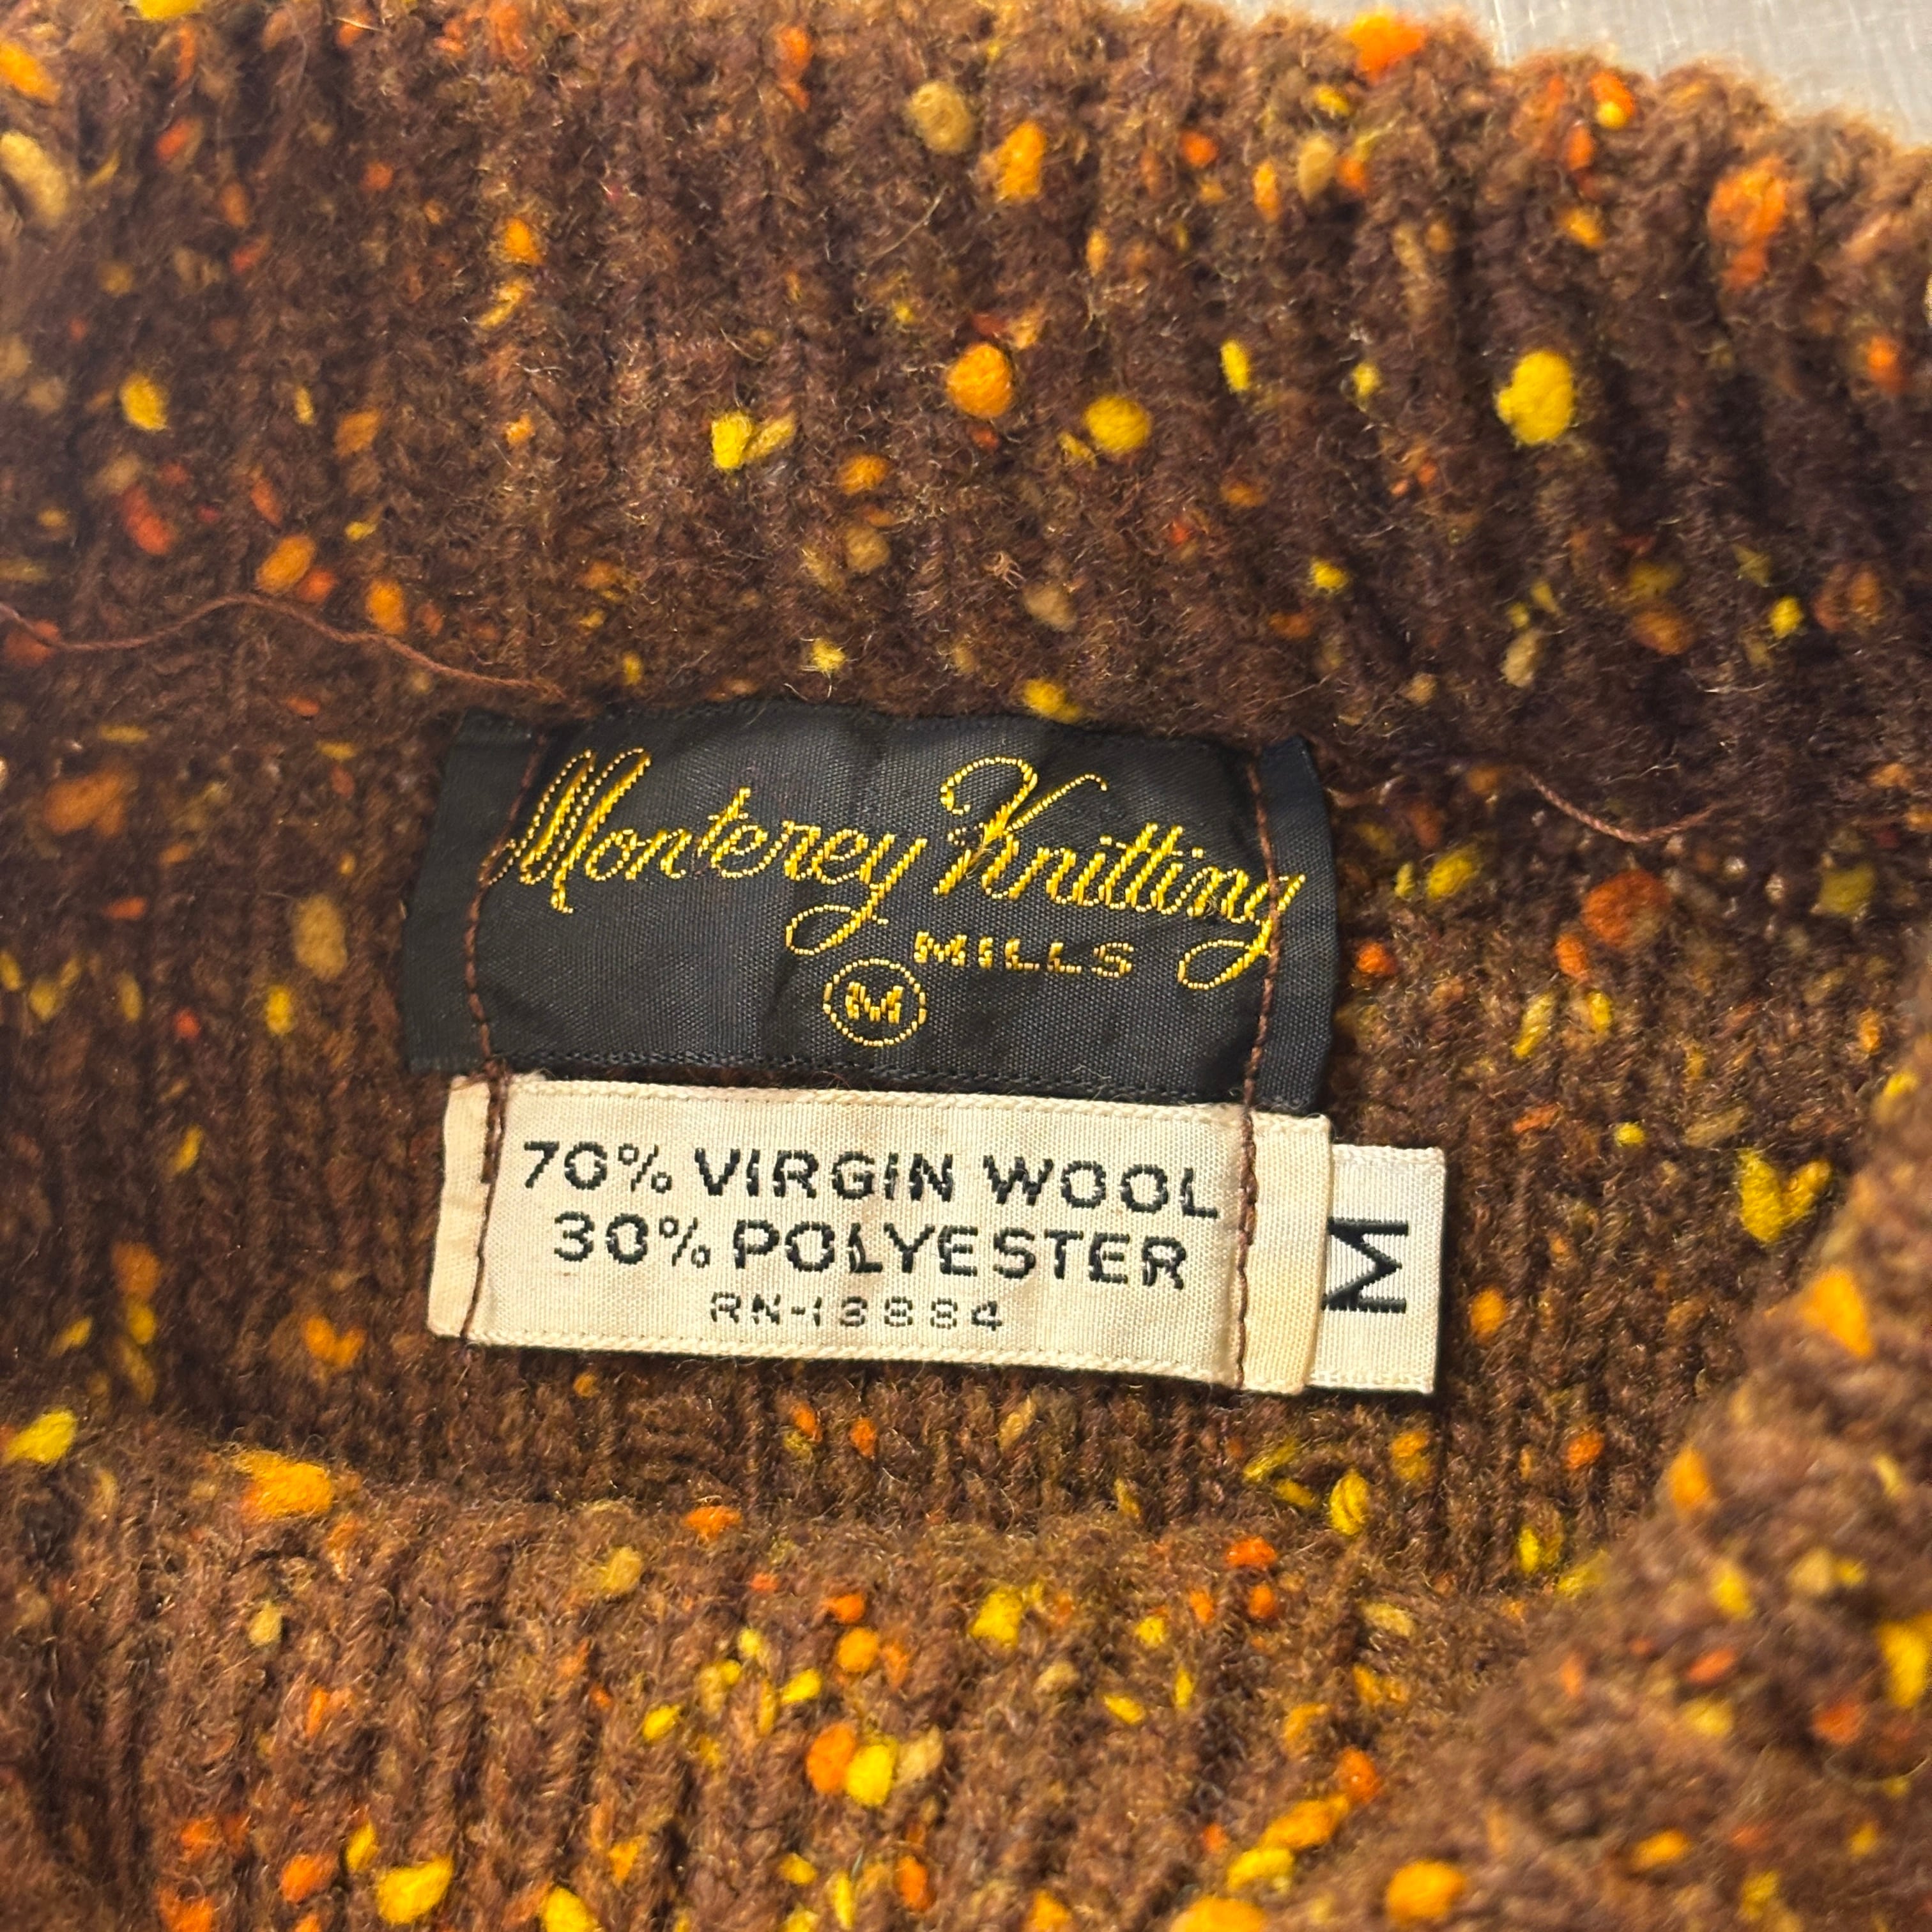 Monterey Knitting
MILLS
M
70% VIRGIN WOOL
30% POLYESTER
RN-13884
M